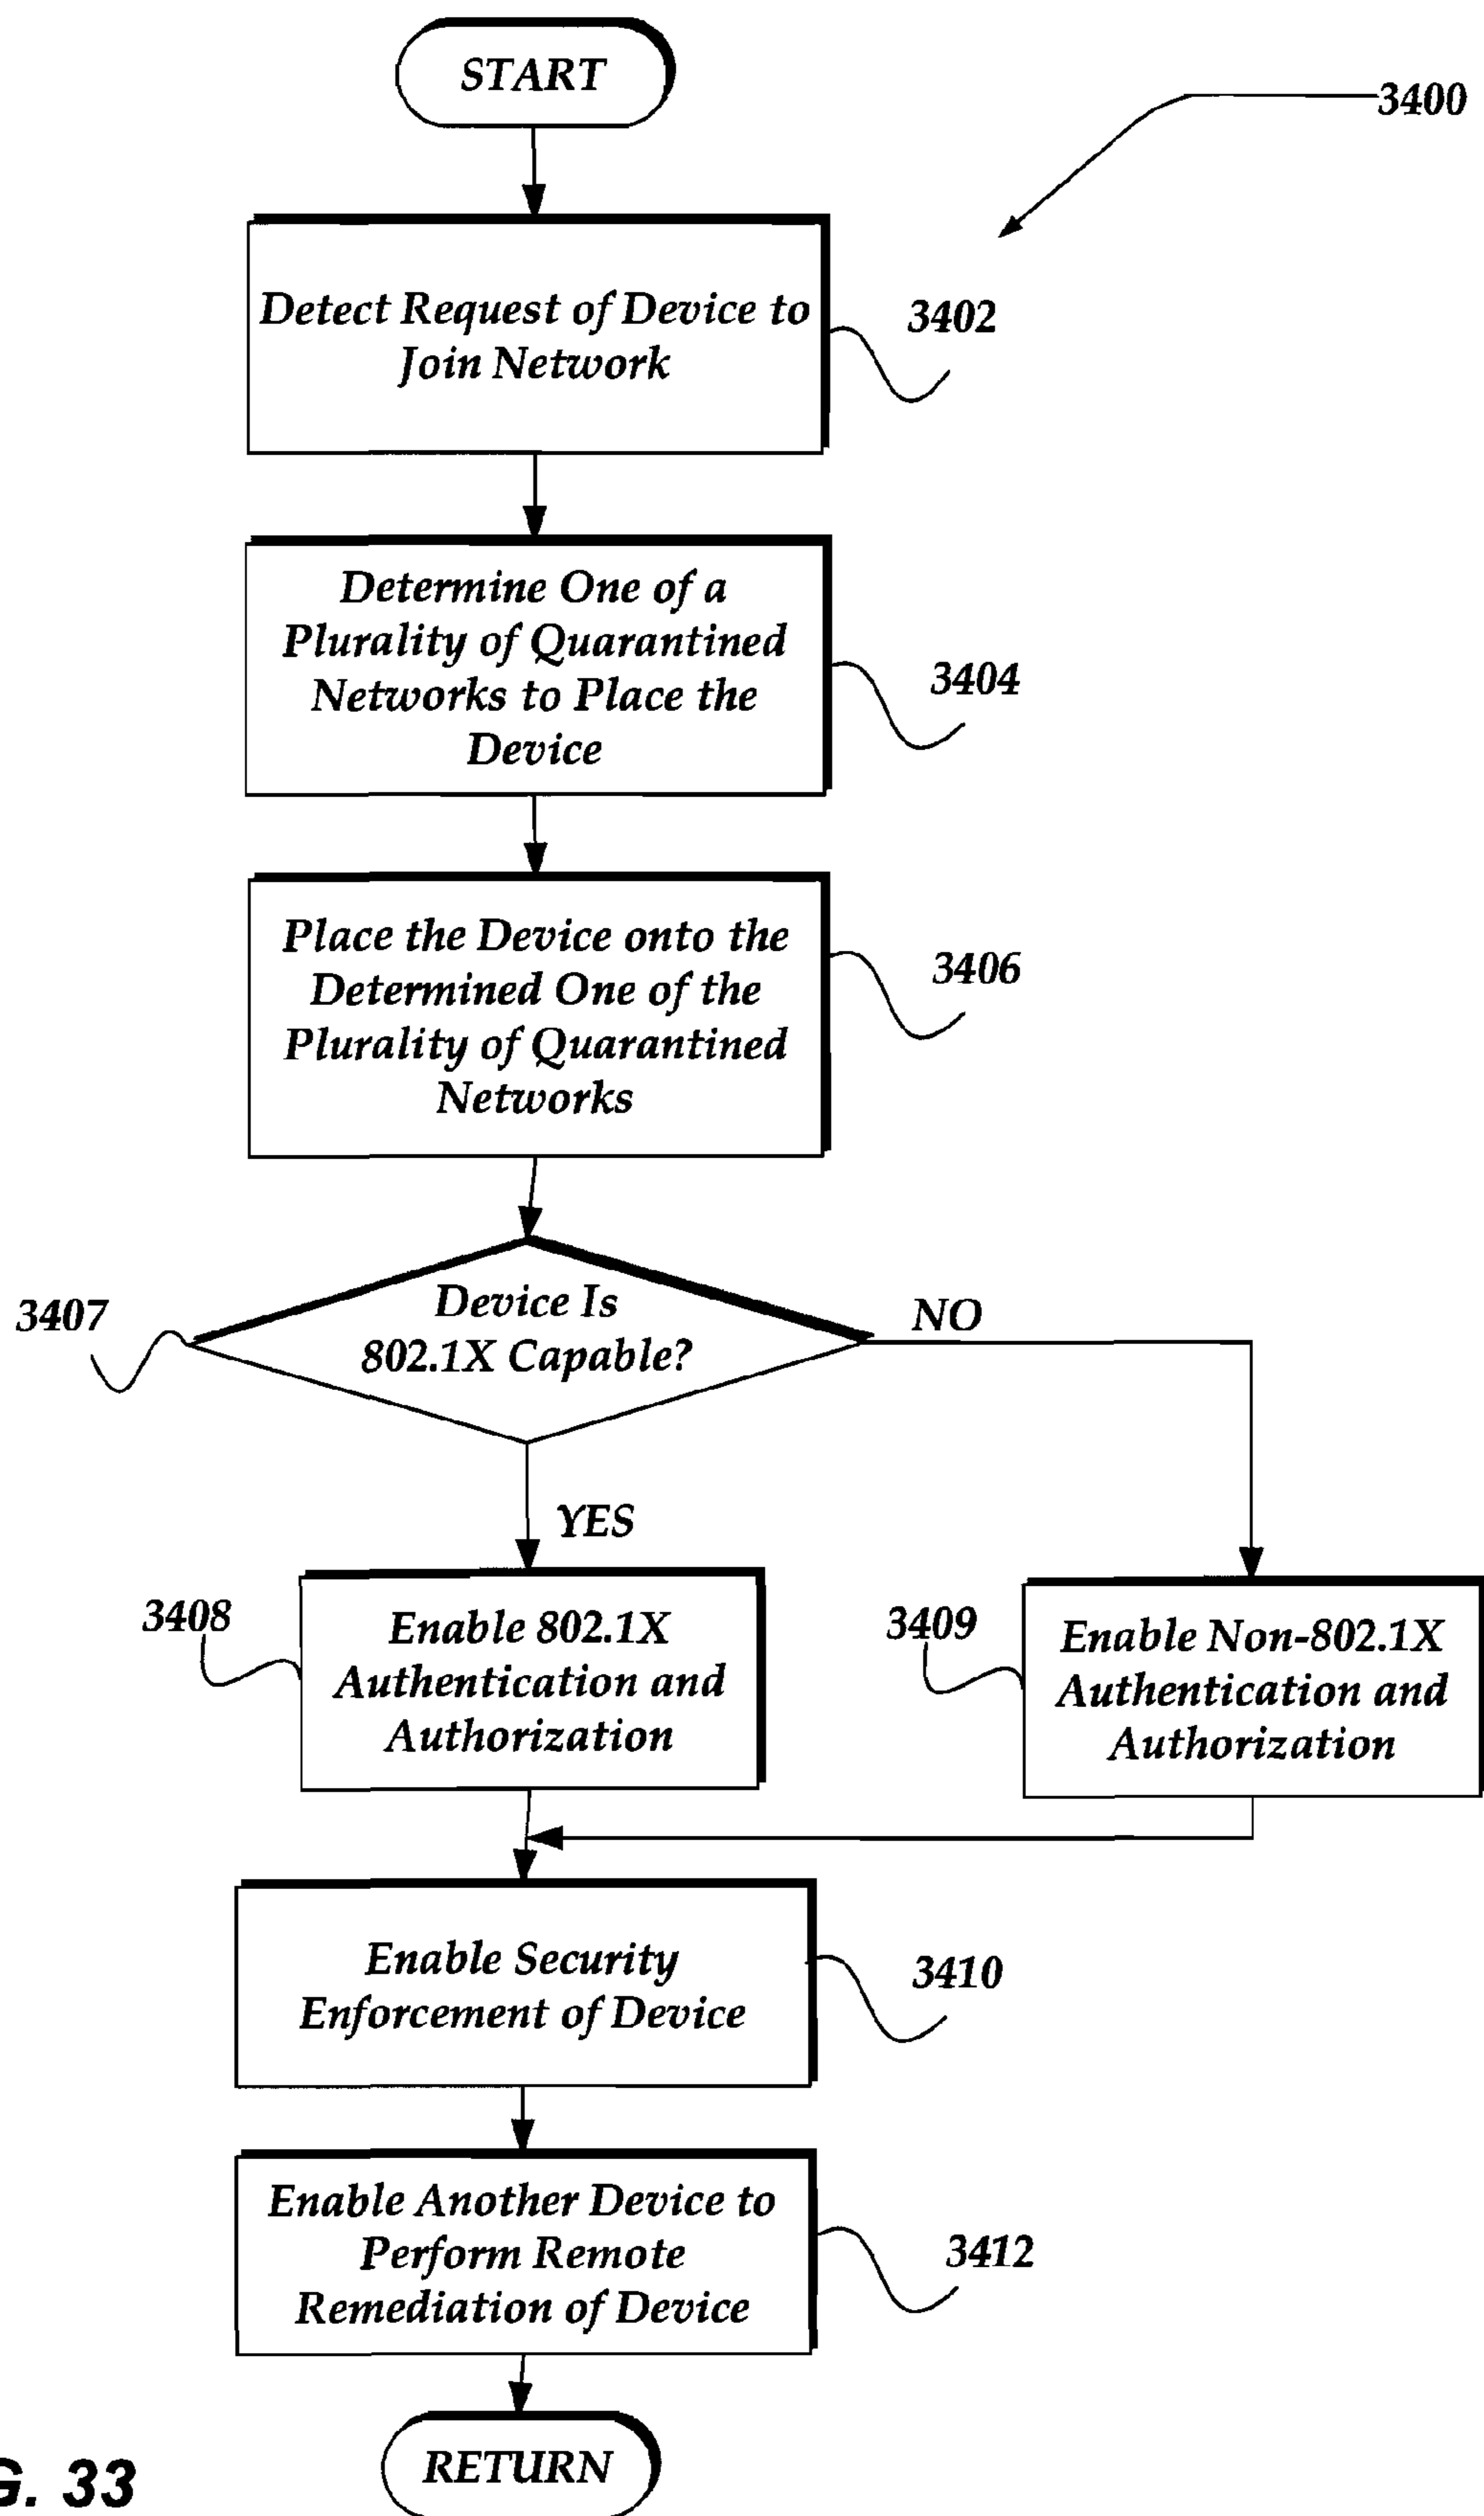 START
3400
Detect Request of Device to
Join Network
3402
Determine One of a
Plurality of Quarantined
Networks to Place the
Device
3404
Place the Device onto the
Determined One of the
Plurality of Quarantined
Networks
3406
3407
Device Is
802.1X Capable?
NO
YES
3408
Enable 802.1X
Authentication and
Authorization
3409
Enable Non-802.1X
Authentication and
Authorization
Enable Security
Enforcement of Device
3410
Enable Another Device to
Perform Remote
Remediation of Device
3412
RETURN
G. 33